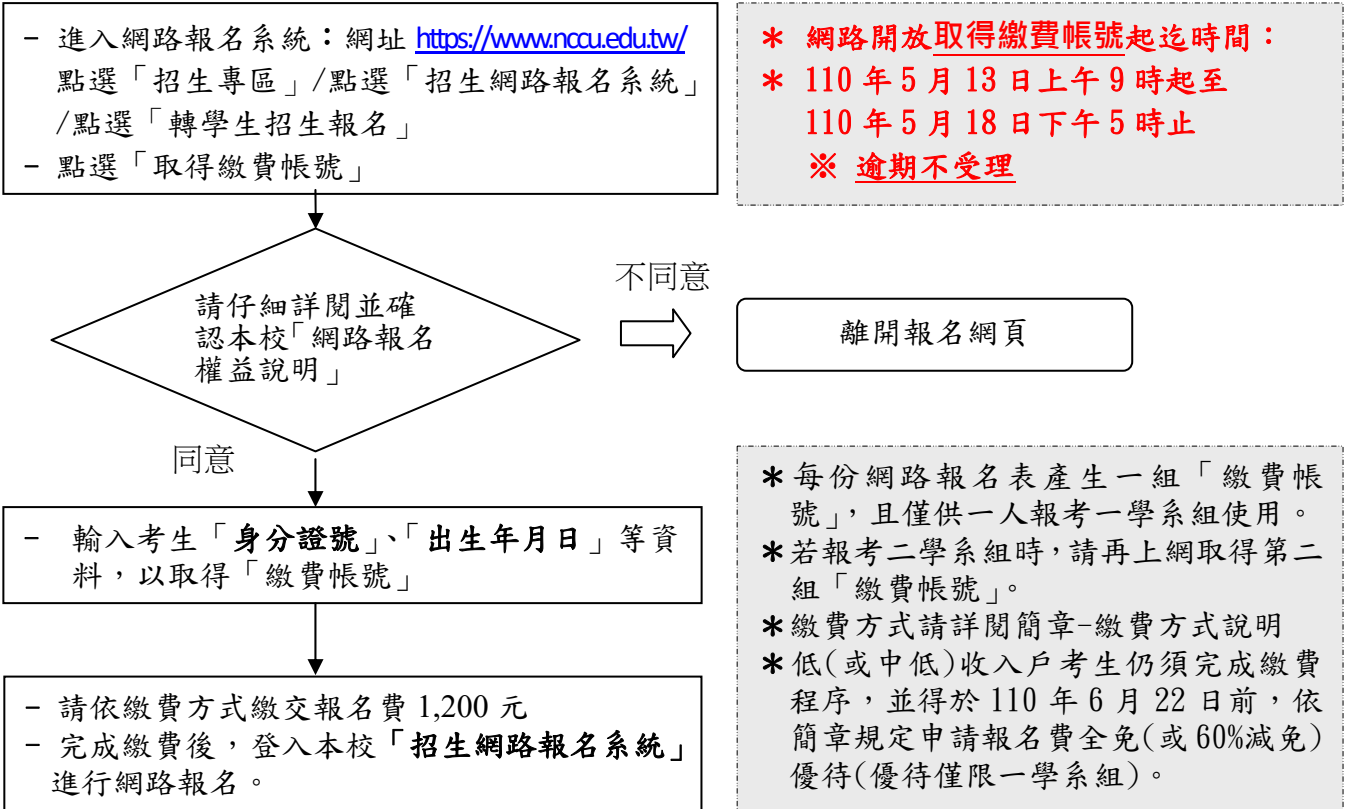 - 進入網路報名系統：網址 https://www.nccu.edu.tw/
點選「招生專區」/點選「招生網路報名系統」
/點選「轉學生招生報名」
- 點選「取得繳費帳號」
＊ 網路開放取得繳費帳號起迄時間：
＊ 110 年 5 月 13 日上午 9 時起至
110 年 5 月 18 日下午 5 時止
※ 逾期不受理
請仔細詳閱並確
認本校「網路報名
權益說明」
不同意
離開報名網頁
同意
- 輸入考生「身分證號」、「出生年月日」等資
料，以取得「繳費帳號」
- 請依繳費方式繳交報名費 1,200 元
- 完成繳費後，登入本校「招生網路報名系統」
進行網路報名。
＊每份網路報名表產生一組「繳費帳
號」，且僅供一人報考一學系組使用。
＊若報考二學系組時，請再上網取得第二
組「繳費帳號」。
＊繳費方式請詳閱簡章-繳費方式說明
＊低(或中低)收入戶考生仍須完成繳費
程序，並得於 110 年 6 月 22 日前，依
簡章規定申請報名費全免(或 60%減免)
優待(優待僅限一學系組)。